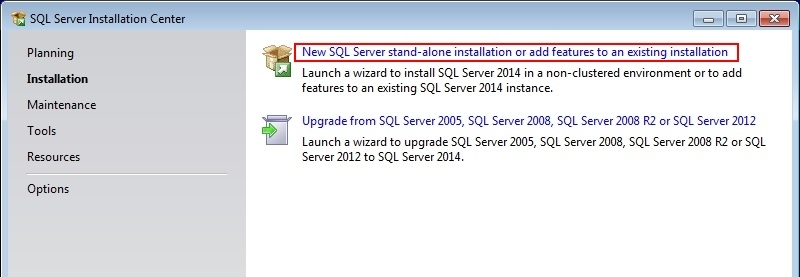 SQL Server Installation Center
Planning
Installation
Maintenance
Tools
Resources
Options
New SQL Server stand-alone installation or add features to an existing installation
Launch a wizard to install SQL Server 2014 in a non-clustered environment or to add
features to an existing SQL Server 2014 instance.
Upgrade from SQL Server 2005, SQL Server 2008, SQL Server 2008 R2 or SQL Server 2012
Launch a wizard to upgrade SQL Server 2005, SQL Server 2008, SQL Server 2008 R2 or SQL
Server 2012 to SQL Server 2014.